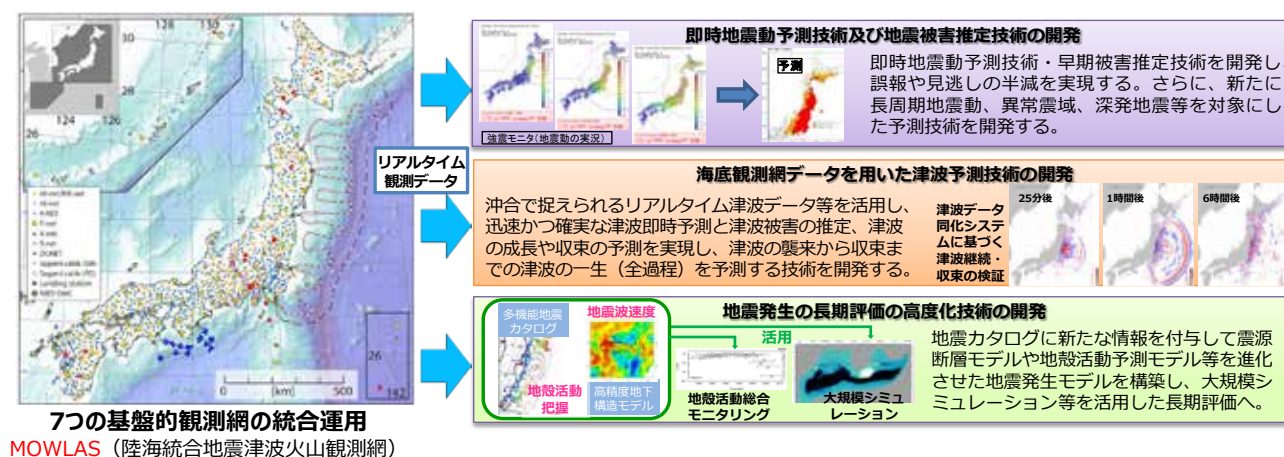 128
130
30
28
124
126
26
26
142
0
[km]
500
7つの基盤的観測網の統合運用
MOWLAS（陸海統合地震津波火山観測網）
リアルタイム
観測データ
即時地震動予測技術及び地震被害推定技術の開発
強震モニタ(地震動の実況)
予測
即時地震動予測技術・早期被害推定技術を開発し、
誤報や見逃しの半減を実現する。さらに、新たに
長周期地震動、異常震域、深発地震等を対象にし
た予測技術を開発する。
海底観測網データを用いた津波予測技術の開発
沖合で捉えられるリアルタイム津波データ等を活用し、
迅速かつ確実な津波即時予測と津波被害の推定、津波
の成長や収束の予測を実現し、津波の襲来から収束ま
での津波の一生（全過程）を予測する技術を開発する。
津波データ
同化システ
ムに基づく
津波継続・
収束の検証
25分後
1時間後
6時間後
地震発生の長期評価の高度化技術の開発
多機能地震
カタログ
地震波速度
地殻活動
把握
高精度地下
構造モデル
活用
地殻活動総合
モニタリング
大規模シミュ
レーション
地震カタログに新たな情報を付与して震源
断層モデルや地殻活動予測モデル等を進化
させた地震発生モデルを構築し、大規模シ
ミュレーション等を活用した長期評価へ。